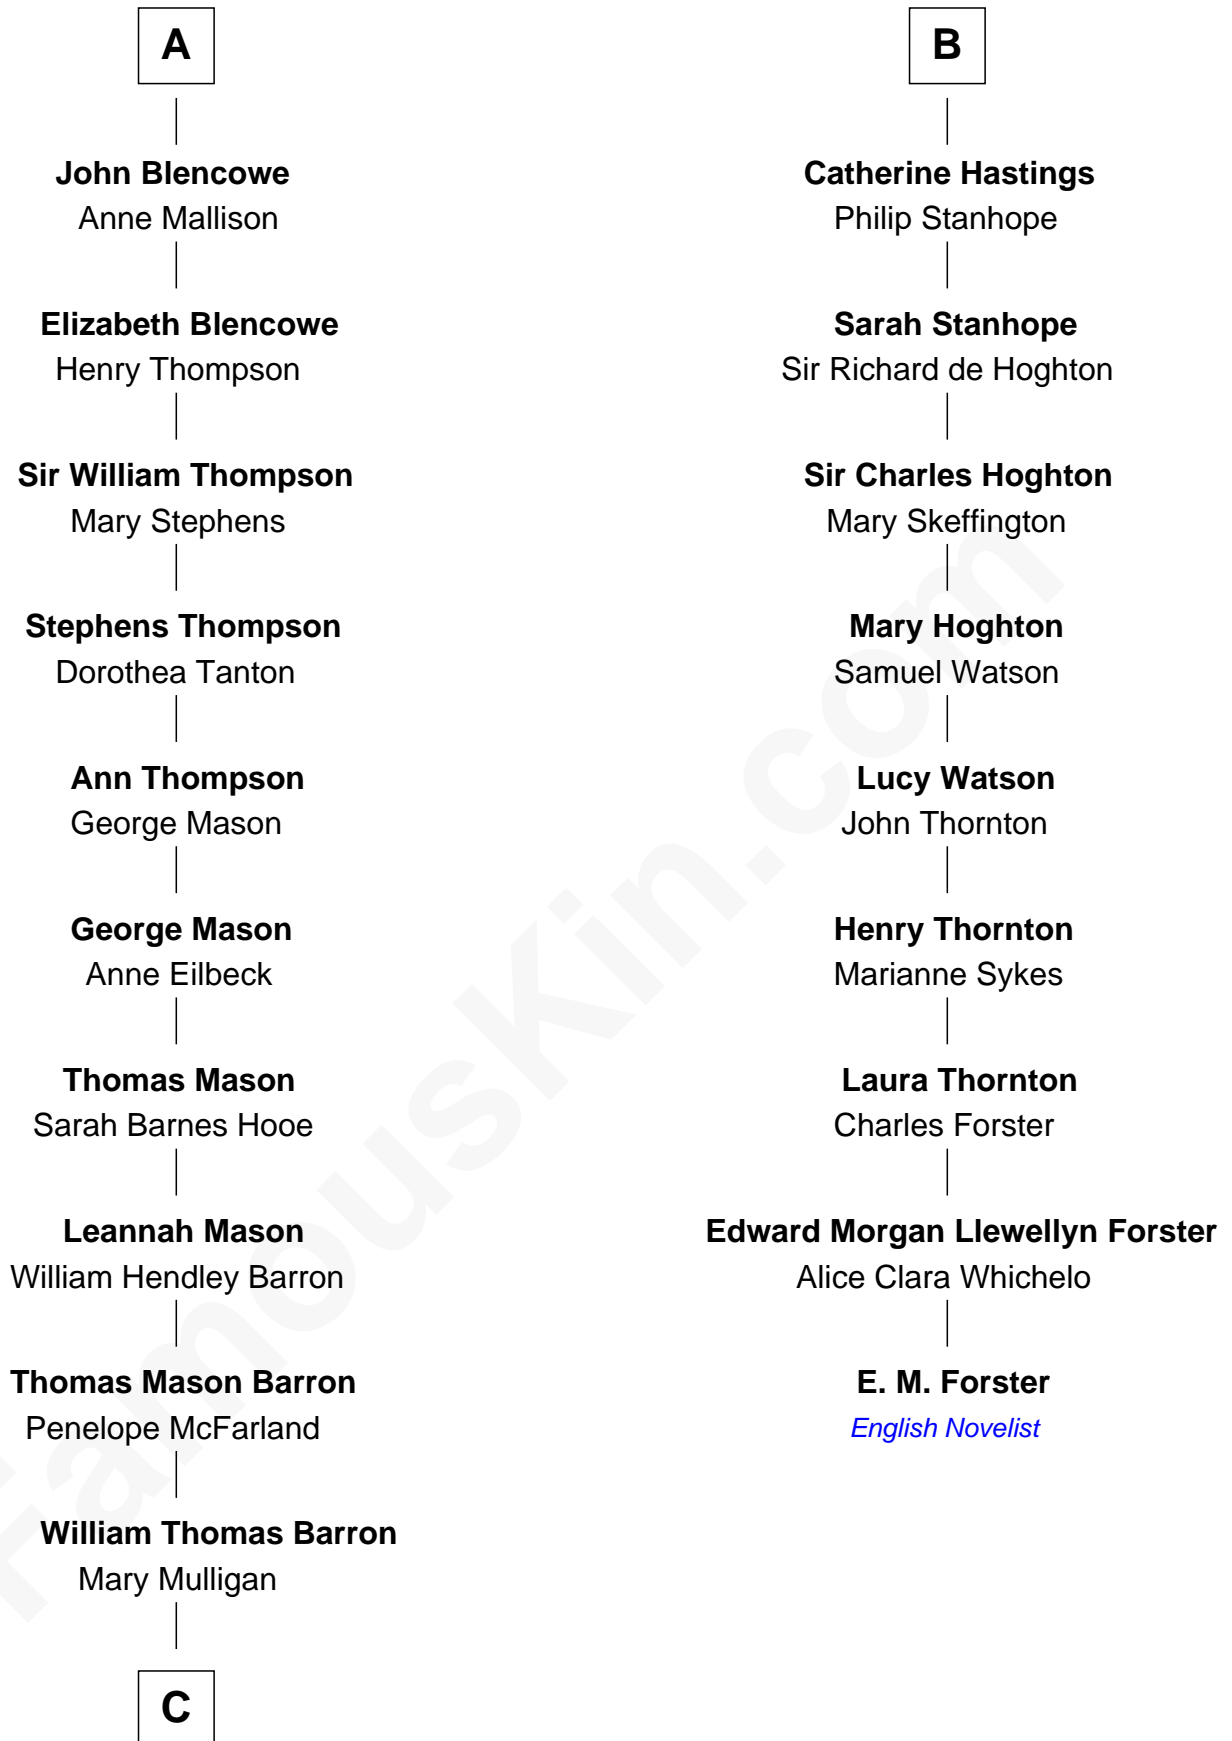 A
John Blencowe
Anne Mallison
Elizabeth Blencowe
Henry Thompson
Sir William Thompson
Mary Stephens
Stephens Thompson
Dorothea Tanton
Ann Thompson
George Mason
George Mason
Anne Eilbeck
Thomas Mason
Sarah Barnes Hooe
Leannah Mason
William Hendley Barron
Thomas Mason Barron
Penelope McFarland
William Thomas Barron
Mary Mulligan
C
B
Catherine Hastings
Philip Stanhope
Sarah Stanhope
Sir Richard de Hoghton
Sir Charles Hoghton
Mary Skeffington
Mary Hoghton
Samuel Watson
Lucy Watson
John Thornton
Henry Thornton
Marianne Sykes
Laura Thornton
Charles Forster
Edward Morgan Llewellyn Forster
Alice Clara Whichelo
E. M. Forster
English Novelist
FamousKin.com